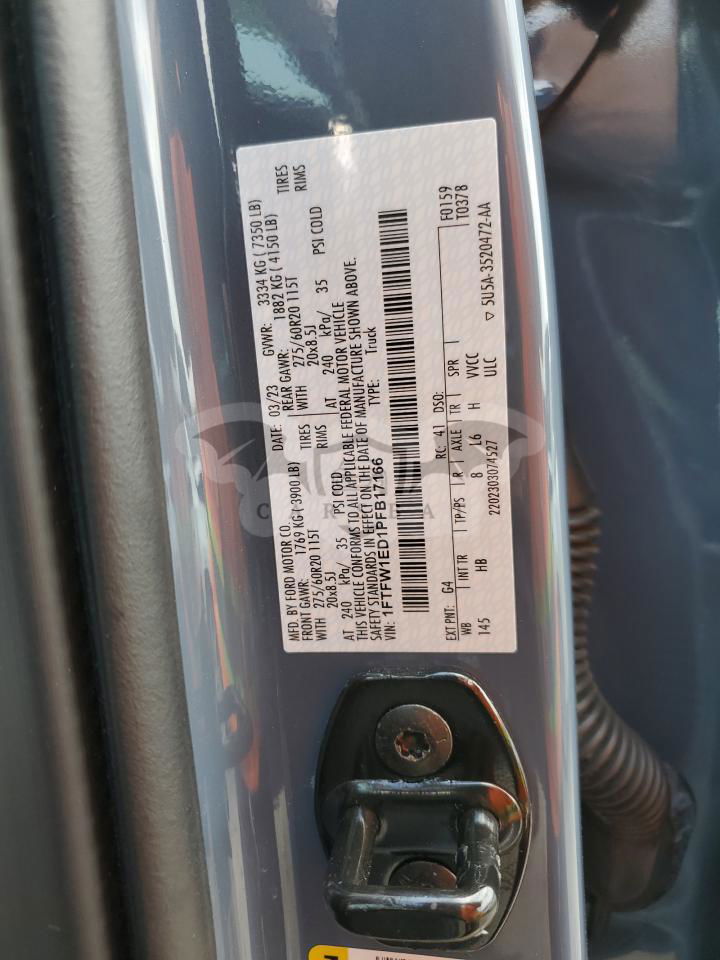 MFD. BY FORD MOTOR CO. DATE: 03/23 GVWR: 3334 KG ( 7350 LB)
FRONT GAWR: 1769 KG ( 3900 LB) REAR GAWR: 1882 KG ( 4150 LB)
WITH 275/60R20 115T TIRES WITH 275/60R20 115T TIRES
20x8.5J RIMS 20x8.5J RIMS
AT 240 kPa/ 35 PSI COLD AT 240 kPa/ 35 PSI COLD
THIS VEHICLE CONFORMS TO ALL APPLICABLE FEDERAL MOTOR VEHICLE
SAFETY STANDARDS IN EFFECT ON THE DATE OF MANUFACTURE SHOWN ABOVE.
VIN: 1FTFW1ED1PFB17166 TYPE: Truck
F0159
T0378
EXT PNT: G4 RC: 41 DSO:
WB INT TR TP/PS R AXLE TR SPR
145 HB 8 L6 H VVCC
ULC
2202303074527 ▽ 5U5A-3520472-AA